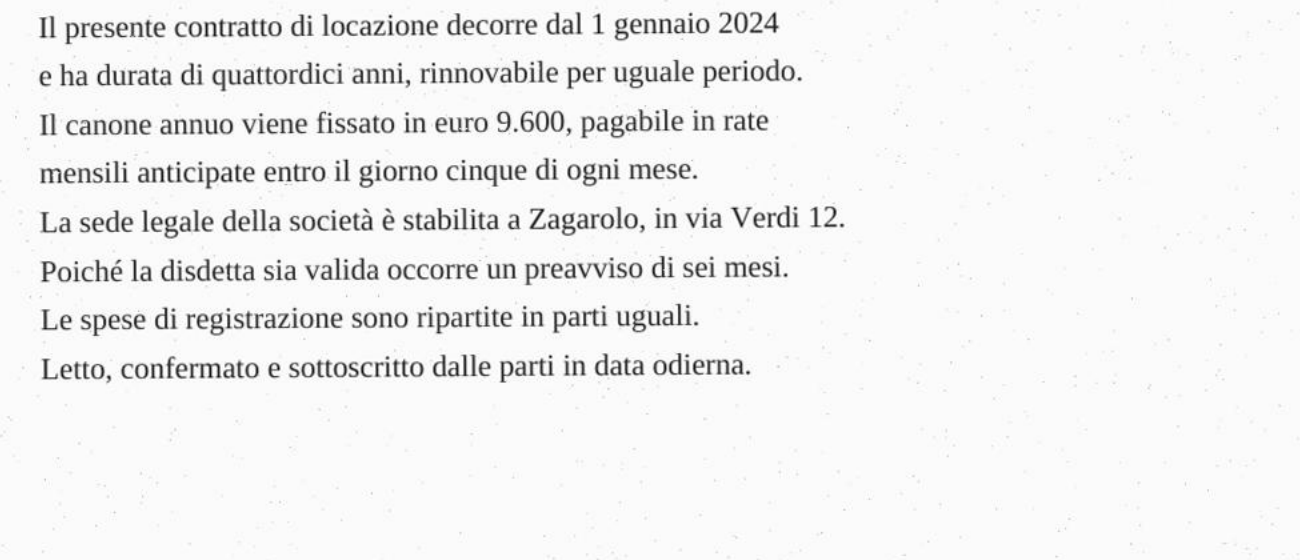 Il presente contratto di locazione decorre dal 1 gennaio 2024
e ha durata di quattordici anni, rinnovabile per uguale periodo.
Il canone annuo viene fissato in euro 9.600, pagabile in rate
mensili anticipate entro il giorno cinque di ogni mese.
La sede legale della società è stabilita a Zagarolo, in via Verdi 12.
Poiché la disdetta sia valida occorre un preavviso di sei mesi.
Le spese di registrazione sono ripartite in parti uguali.
Letto, confermato e sottoscritto dalle parti in data odierna.